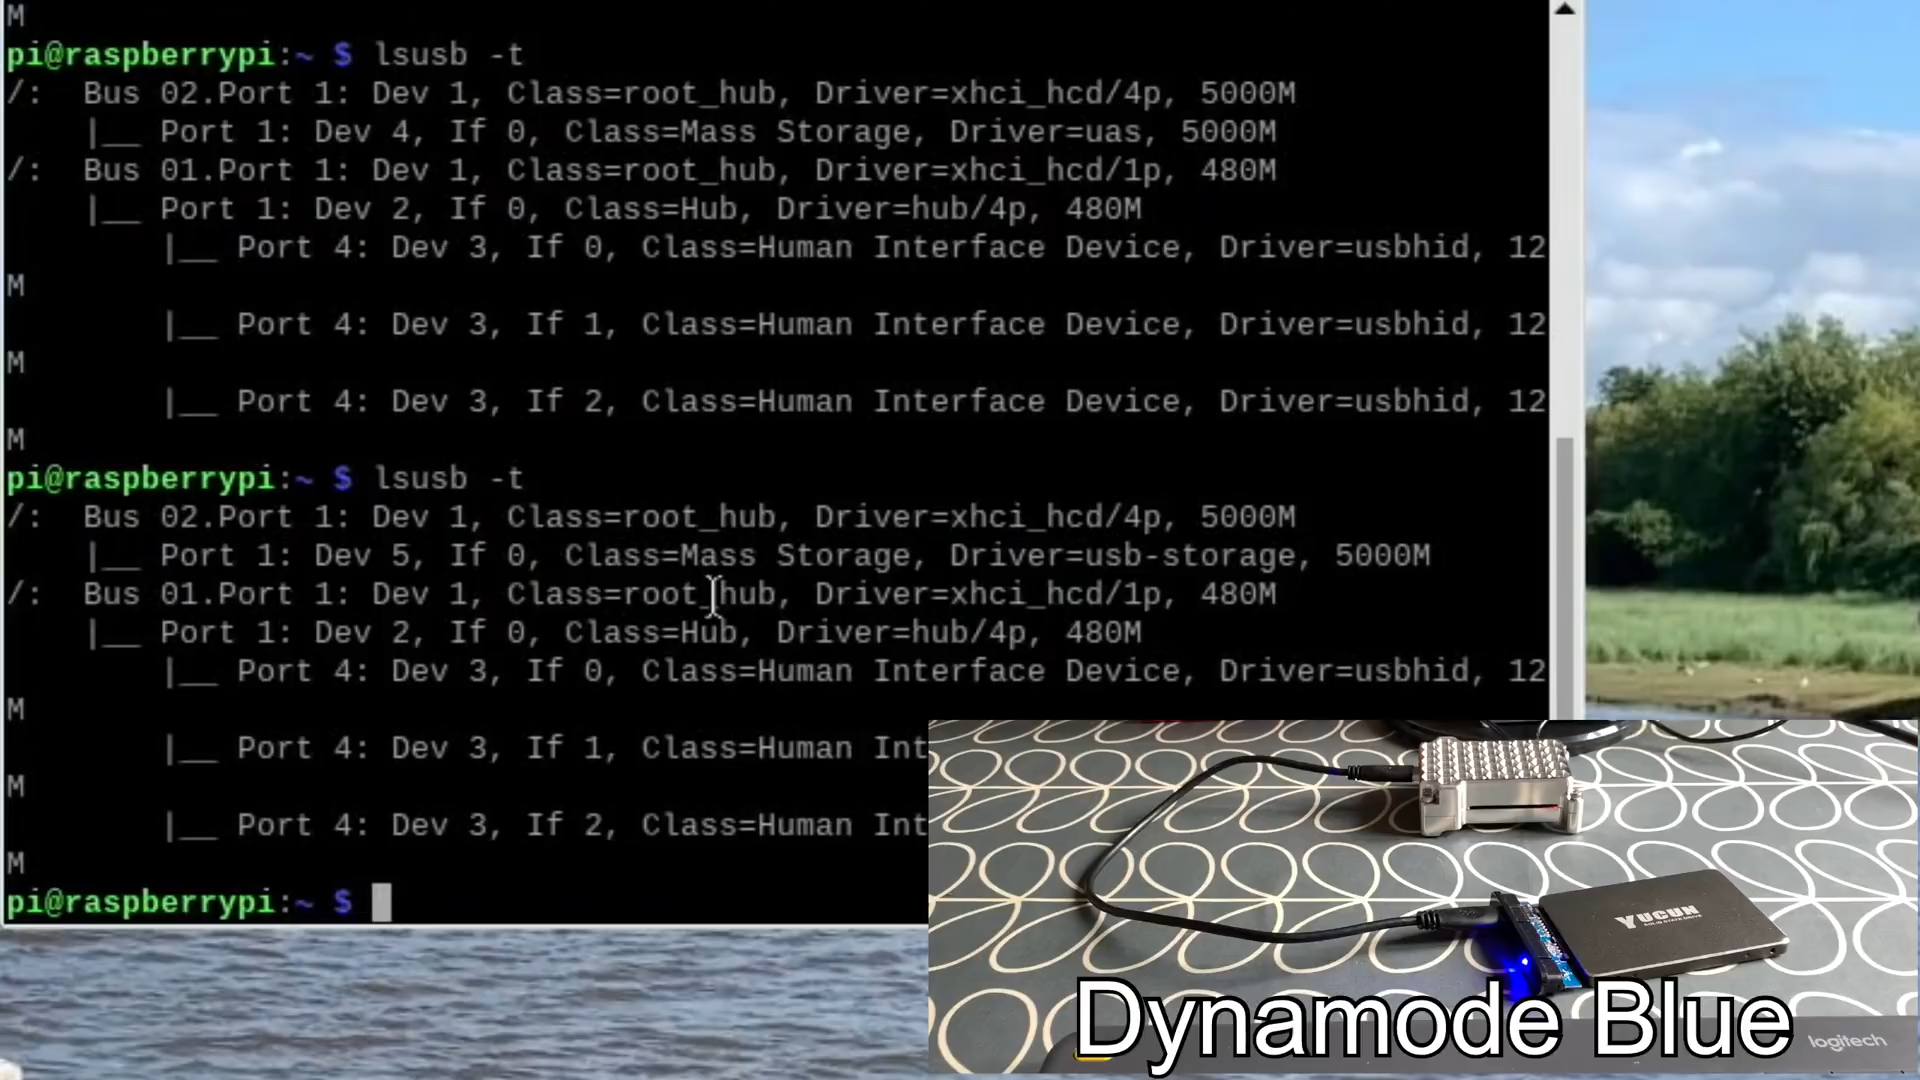 M
pi@raspberrypi:~ $ lsusb -t
/:  Bus 02.Port 1: Dev 1, Class=root_hub, Driver=xhci_hcd/4p, 5000M
    |__ Port 1: Dev 4, If 0, Class=Mass Storage, Driver=uas, 5000M
/:  Bus 01.Port 1: Dev 1, Class=root_hub, Driver=xhci_hcd/1p, 480M
    |__ Port 1: Dev 2, If 0, Class=Hub, Driver=hub/4p, 480M
        |__ Port 4: Dev 3, If 0, Class=Human Interface Device, Driver=usbhid, 12
M
        |__ Port 4: Dev 3, If 1, Class=Human Interface Device, Driver=usbhid, 12
M
        |__ Port 4: Dev 3, If 2, Class=Human Interface Device, Driver=usbhid, 12
M
pi@raspberrypi:~ $ lsusb -t
/:  Bus 02.Port 1: Dev 1, Class=root_hub, Driver=xhci_hcd/4p, 5000M
    |__ Port 1: Dev 5, If 0, Class=Mass Storage, Driver=usb-storage, 5000M
/:  Bus 01.Port 1: Dev 1, Class=root_hub, Driver=xhci_hcd/1p, 480M
    |__ Port 1: Dev 2, If 0, Class=Hub, Driver=hub/4p, 480M
        |__ Port 4: Dev 3, If 0, Class=Human Interface Device, Driver=usbhid, 12
M
        |__ Port 4: Dev 3, If 1, Class=Human Int
M
        |__ Port 4: Dev 3, If 2, Class=Human Int
M
pi@raspberrypi:~ $
YUCUN
SOLID STATE DRIVE
Dynamode Blue
logitech